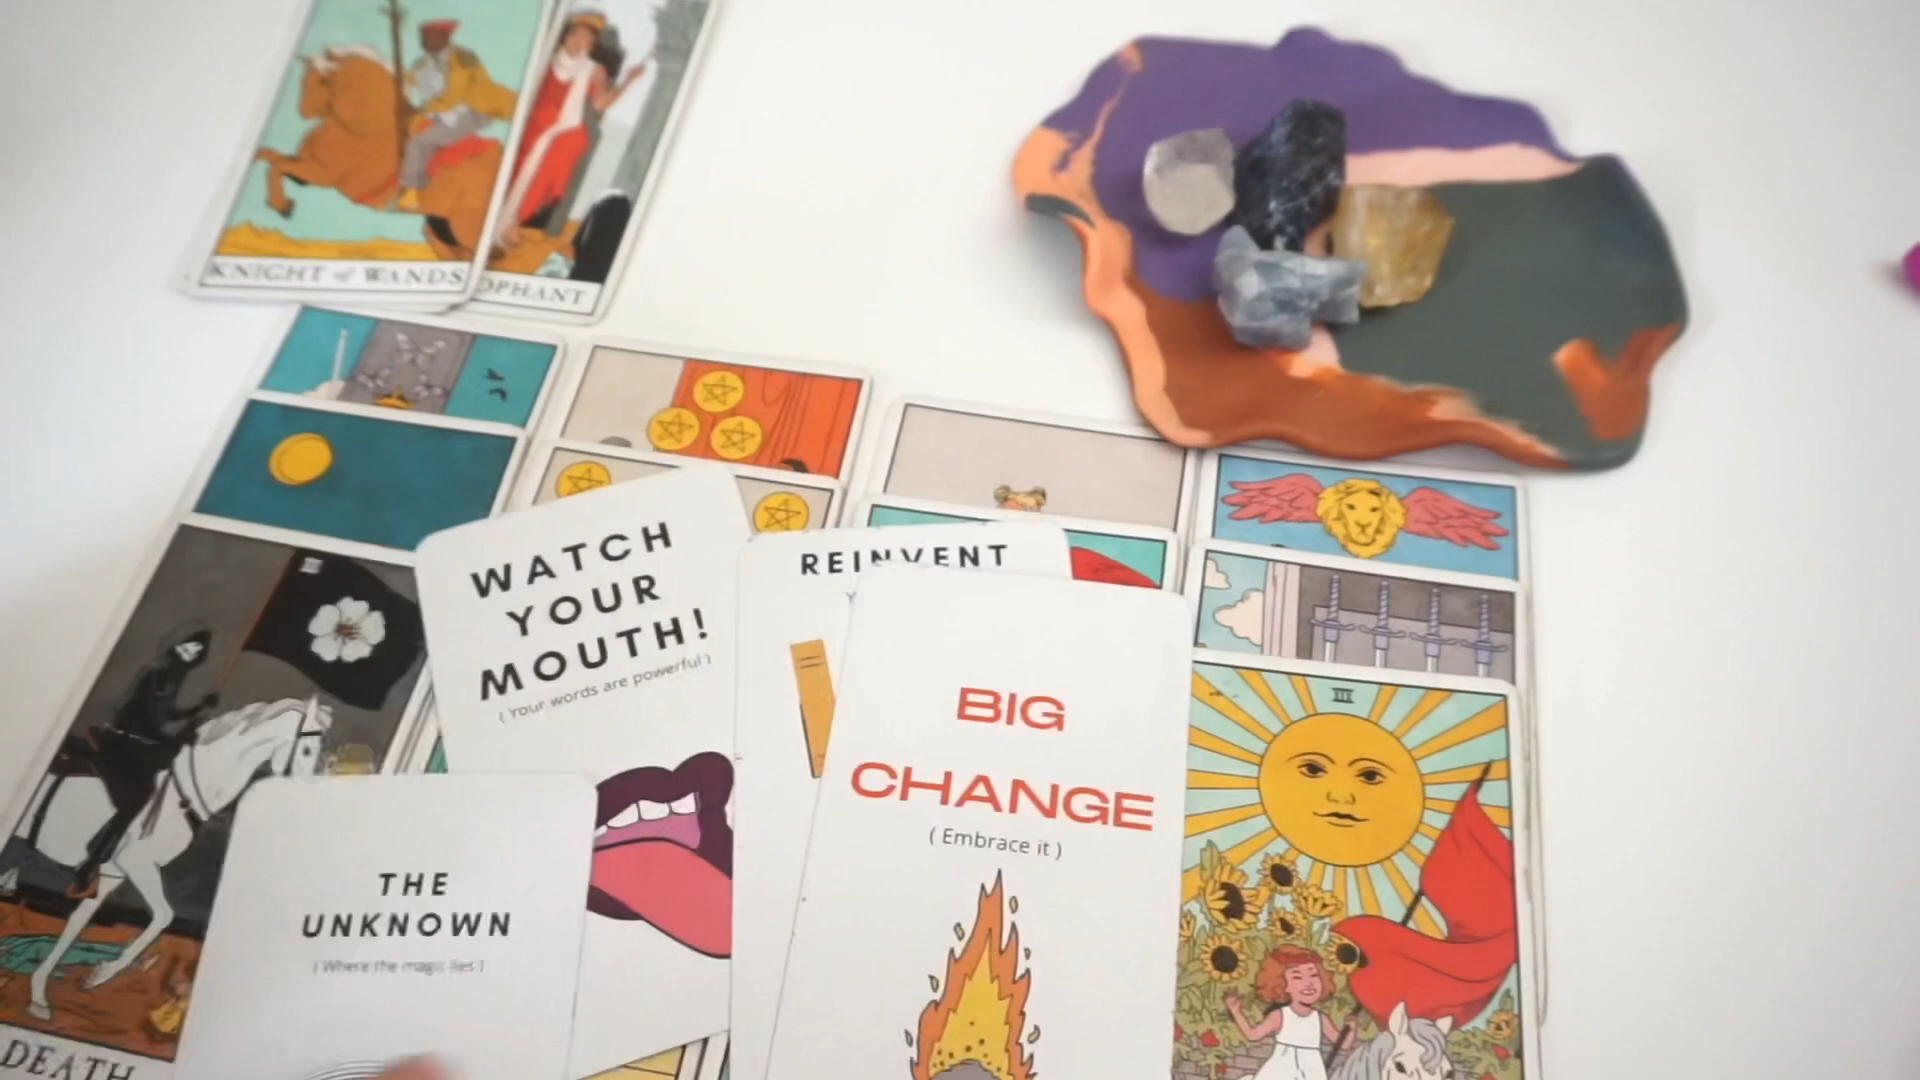 KNIGHT of WANDS
OPHANT
WATCH
YOUR
MOUTH!
( Your words are powerful )
REINVENT
BIG
CHANGE
( Embrace it )
THE
UNKNOWN
( Where the magic lies )
DEATH